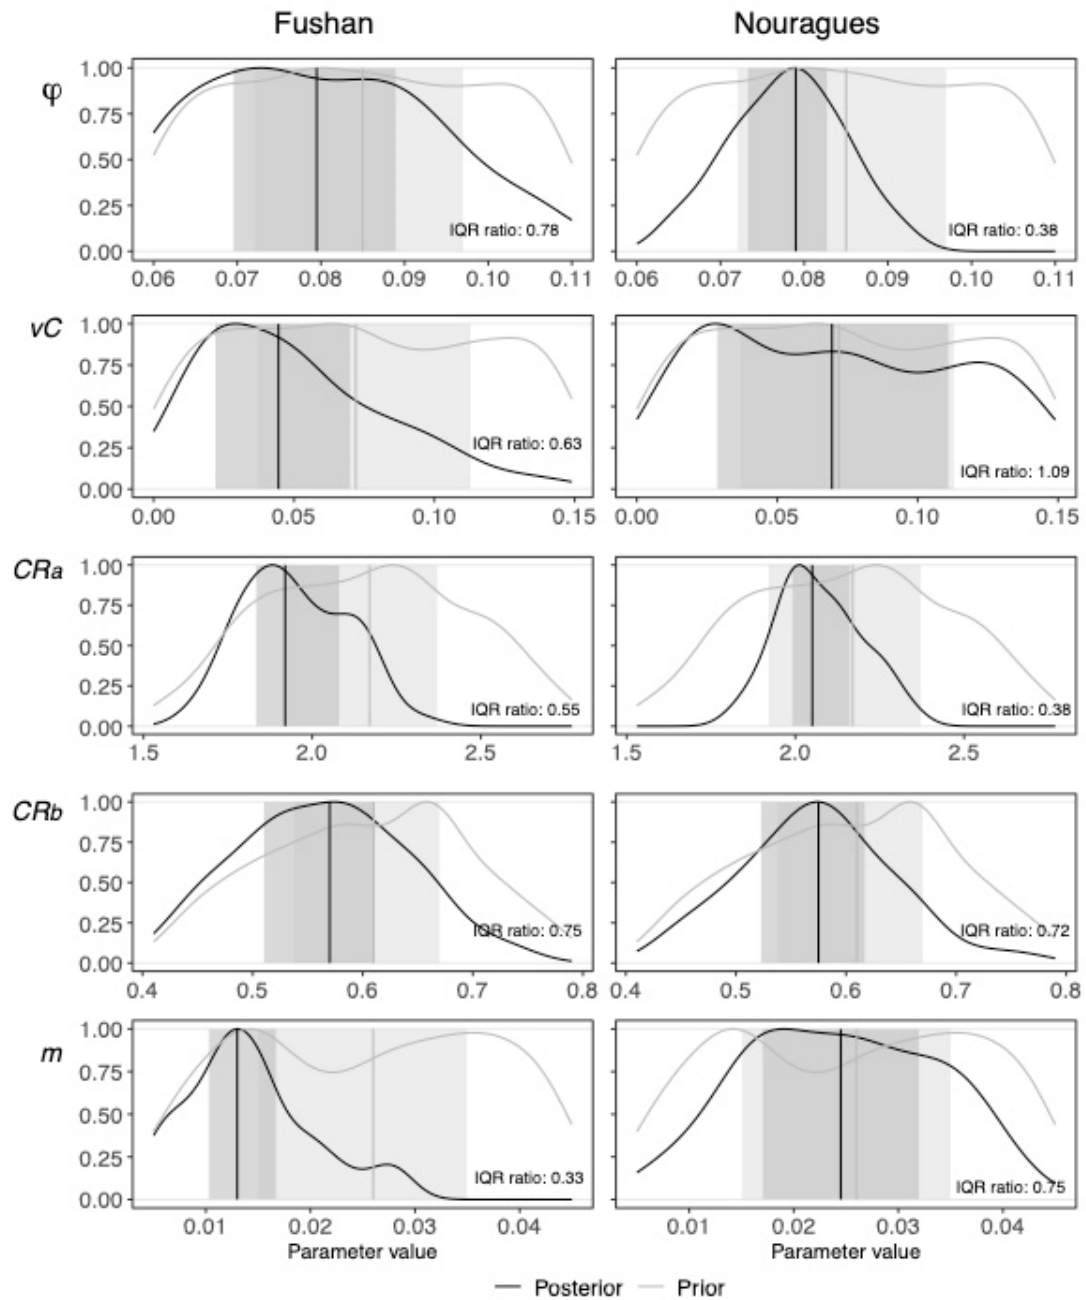 Fushan Nouragues
φ
1.00 0.75 0.50 0.25 0.00
IQR ratio: 0.78 IQR ratio: 0.38
0.06 0.07 0.08 0.09 0.10 0.11 0.06 0.07 0.08 0.09 0.10 0.11
vC
1.00 0.75 0.50 0.25 0.00
IQR ratio: 0.63 IQR ratio: 1.09
0.00 0.05 0.10 0.15 0.00 0.05 0.10 0.15
CRa
1.00 0.75 0.50 0.25 0.00
IQR ratio: 0.55 IQR ratio: 0.38
1.5 2.0 2.5 1.5 2.0 2.5
CRb
1.00 0.75 0.50 0.25 0.00
IQR ratio: 0.75 IQR ratio: 0.72
0.4 0.5 0.6 0.7 0.8 0.4 0.5 0.6 0.7 0.8
m
1.00 0.75 0.50 0.25 0.00
IQR ratio: 0.33 IQR ratio: 0.75
0.01 0.02 0.03 0.04 0.01 0.02 0.03 0.04
Parameter value Parameter value
Posterior Prior